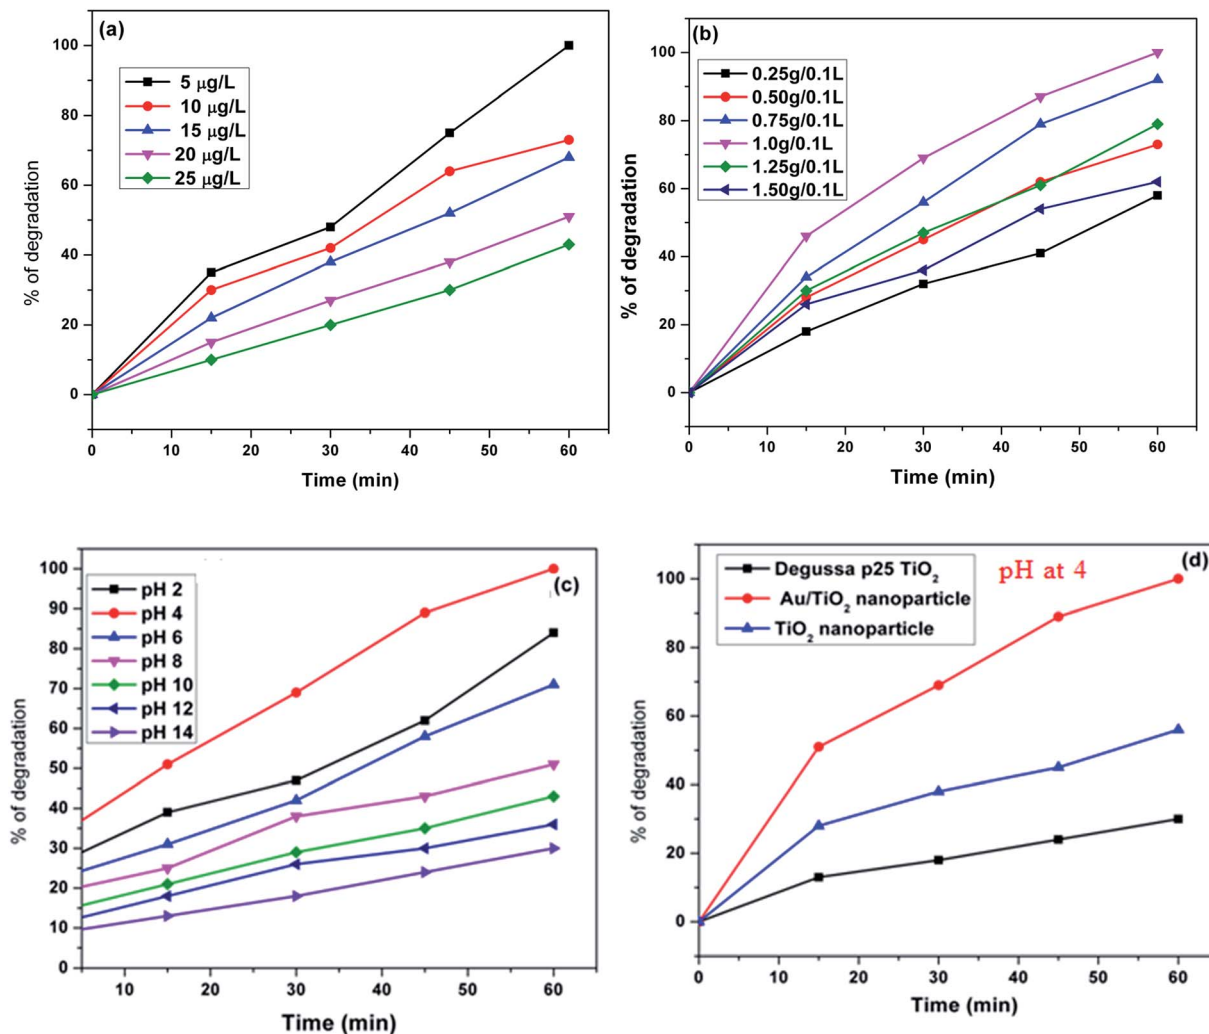 (a)
5 μg/L
10 μg/L
15 μg/L
20 μg/L
25 μg/L
% of degradation
100
80
60
40
20
0
0 10 20 30 40 50 60
Time (min)
(b)
0.25g/0.1L
0.50g/0.1L
0.75g/0.1L
1.0g/0.1L
1.25g/0.1L
1.50g/0.1L
% of degradation
100
80
60
40
20
0
0 10 20 30 40 50 60
Time (min)
(c)
pH 2
pH 4
pH 6
pH 8
pH 10
pH 12
pH 14
% of degradation
100
90
80
70
60
50
40
30
20
10
0
10 20 30 40 50 60
Time (min)
(d)
pH at 4
Degussa p25 TiO₂
Au/TiO₂ nanoparticle
TiO₂ nanoparticle
% of degradation
100
80
60
40
20
0
0 10 20 30 40 50 60
Time (min)